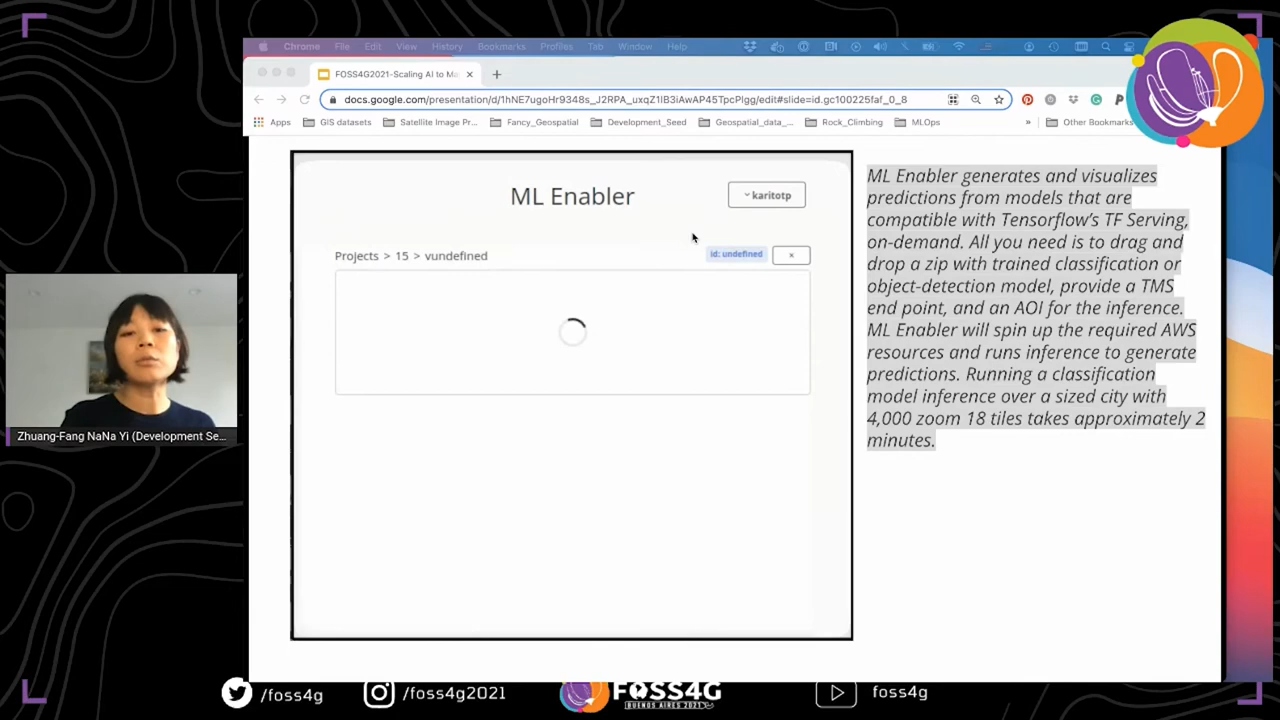 Chrome File Edit View History Bookmarks Profiles Tab Window Help
FOSS4G2021-Scaling AI to Ma
docs.google.com/presentation/d/1hNE7ugoHr9348s_J2RPA_uxqZ1IB3iAwAP45TpcPlgg/edit#slide=id.gc100225faf_0_8
Apps GIS datasets Satellite Image Pr... Fancy_Geospatial Development_Seed Geospatial_data_... Rock_Climbing MLOps » Other Bookmarks
ML Enabler
karitotp
Projects > 15 > vundefined
id: undefined
ML Enabler generates and visualizes
predictions from models that are
compatible with Tensorflow's TF Serving,
on-demand. All you need is to drag and
drop a zip with trained classification or
object-detection model, provide a TMS
end point, and an AOI for the inference.
ML Enabler will spin up the required AWS
resources and runs inference to generate
predictions. Running a classification
model inference over a sized city with
4,000 zoom 18 tiles takes approximately 2
minutes.
Zhuang-Fang NaNa Yi (Development Se...
/foss4g
/foss4g2021
FOSS4G
BUENOS AIRES 2021
foss4g